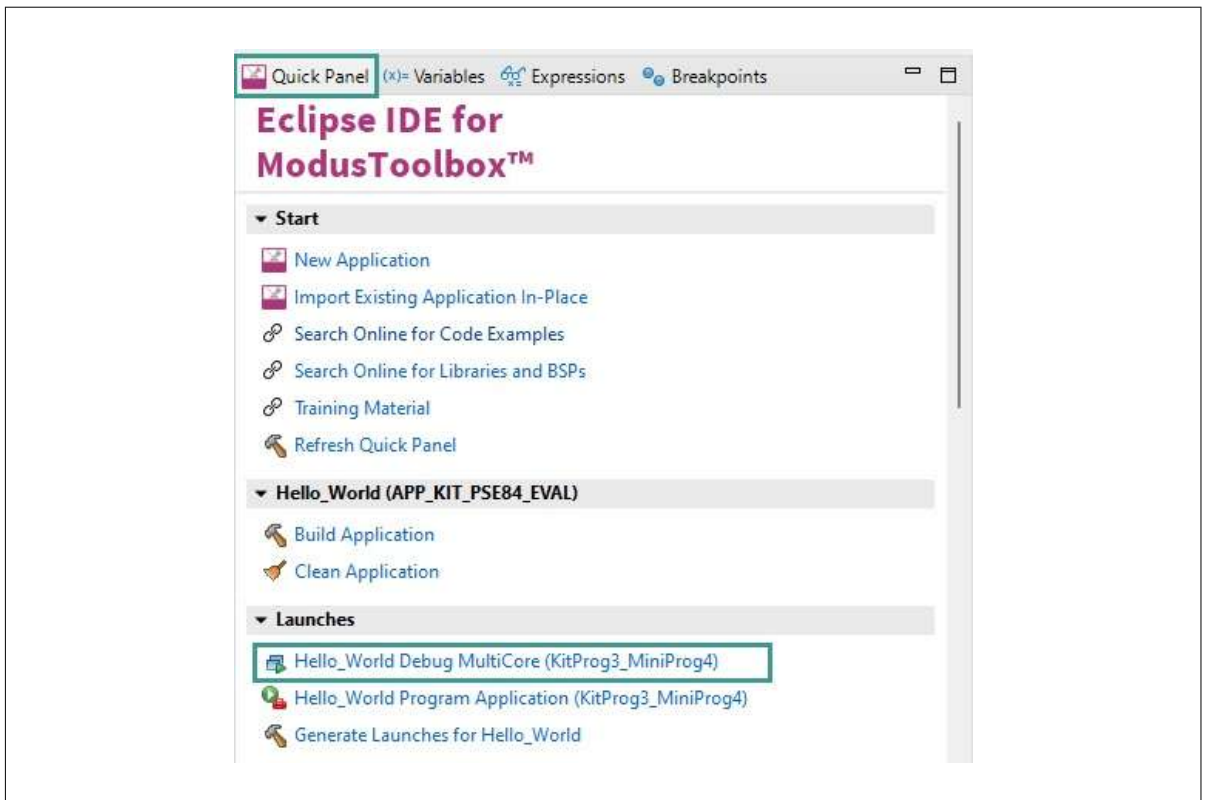 Quick Panel (x)= Variables Expressions Breakpoints
Eclipse IDE for
ModusToolbox™
Start
New Application
Import Existing Application In-Place
Search Online for Code Examples
Search Online for Libraries and BSPs
Training Material
Refresh Quick Panel
Hello_World (APP_KIT_PSE84_EVAL)
Build Application
Clean Application
Launches
Hello_World Debug MultiCore (KitProg3_MiniProg4)
Hello_World Program Application (KitProg3_MiniProg4)
Generate Launches for Hello_World